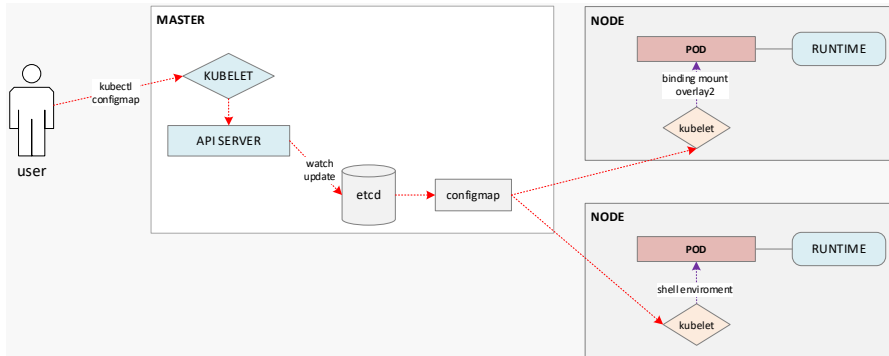 MASTER
KUBELET
kubectl
configmap
API SERVER
user
watch
update
etcd
configmap
NODE
POD
RUNTIME
binding mount
overlay2
kubelet
NODE
POD
RUNTIME
shell enviroment
kubelet